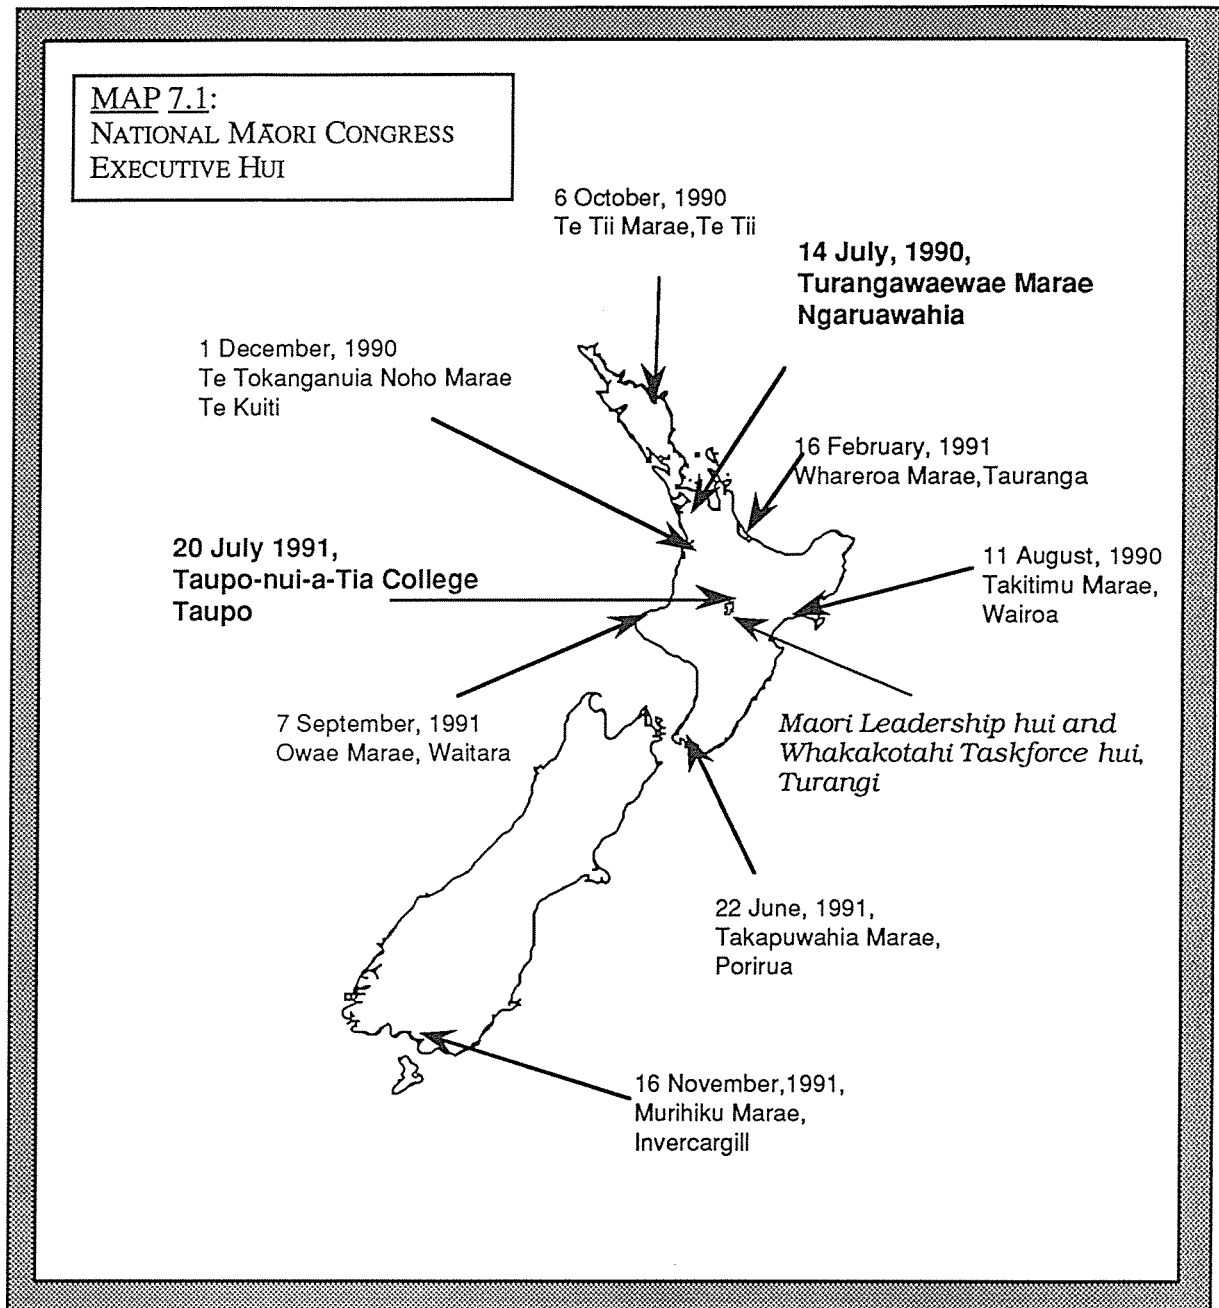 MAP 7.1:
NATIONAL MĀORI CONGRESS
EXECUTIVE HUI
6 October, 1990
Te Tii Marae,Te Tii
14 July, 1990,
Turangawaewae Marae
Ngaruawahia
1 December, 1990
Te Tokanganuia Noho Marae
Te Kuiti
16 February, 1991
Whareroa Marae,Tauranga
20 July 1991,
Taupo-nui-a-Tia College
Taupo
11 August, 1990
Takitimu Marae,
Wairoa
7 September, 1991
Owae Marae, Waitara
Maori Leadership hui and
Whakakotahi Taskforce hui,
Turangi
22 June, 1991,
Takapuwahia Marae,
Porirua
16 November,1991,
Murihiku Marae,
Invercargill